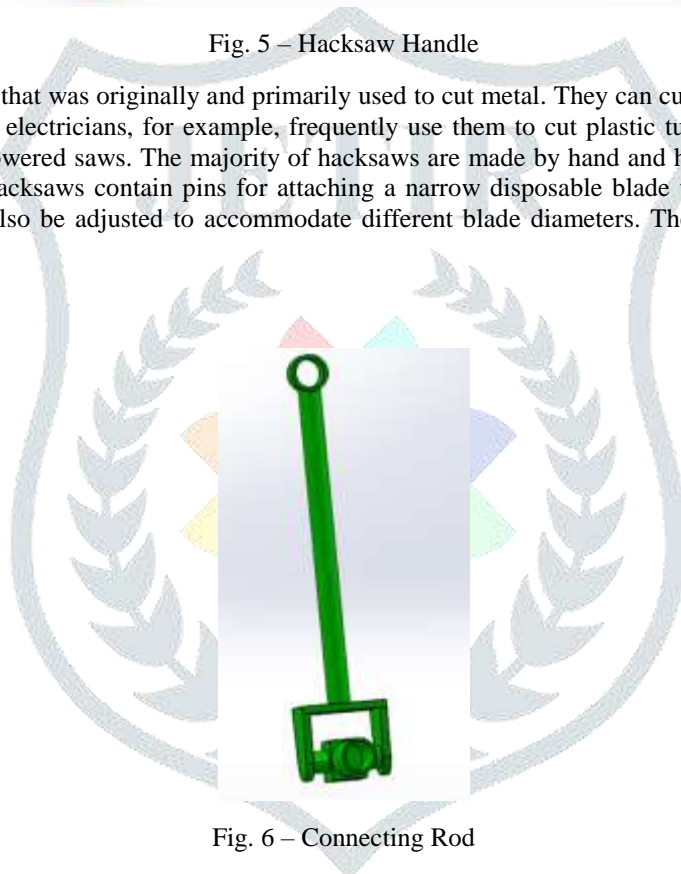 Fig. 5 – Hacksaw Handle
that was originally and primarily used to cut metal. They can cu
electricians, for example, frequently use them to cut plastic tu
owered saws. The majority of hacksaws are made by hand and h
acksaws contain pins for attaching a narrow disposable blade
lso be adjusted to accommodate different blade diameters. The
JETIR
Fig. 6 – Connecting Rod